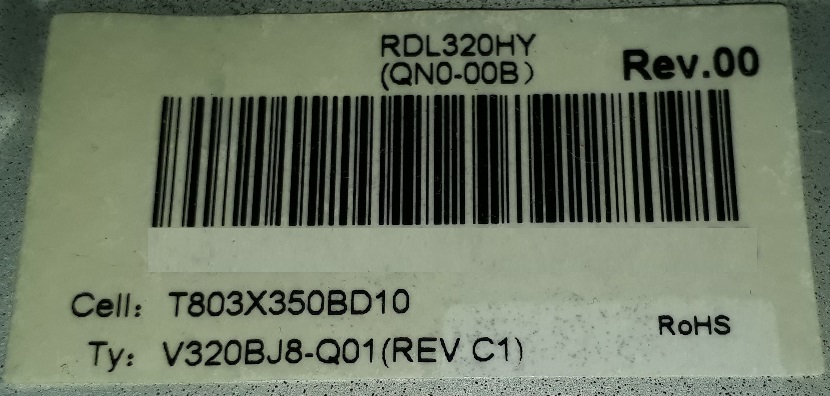 RDL320HY
(QN0-00B)
Rev.00
Cell: T803X350BD10
RoHS
Ty: V320BJ8-Q01(REV C1)